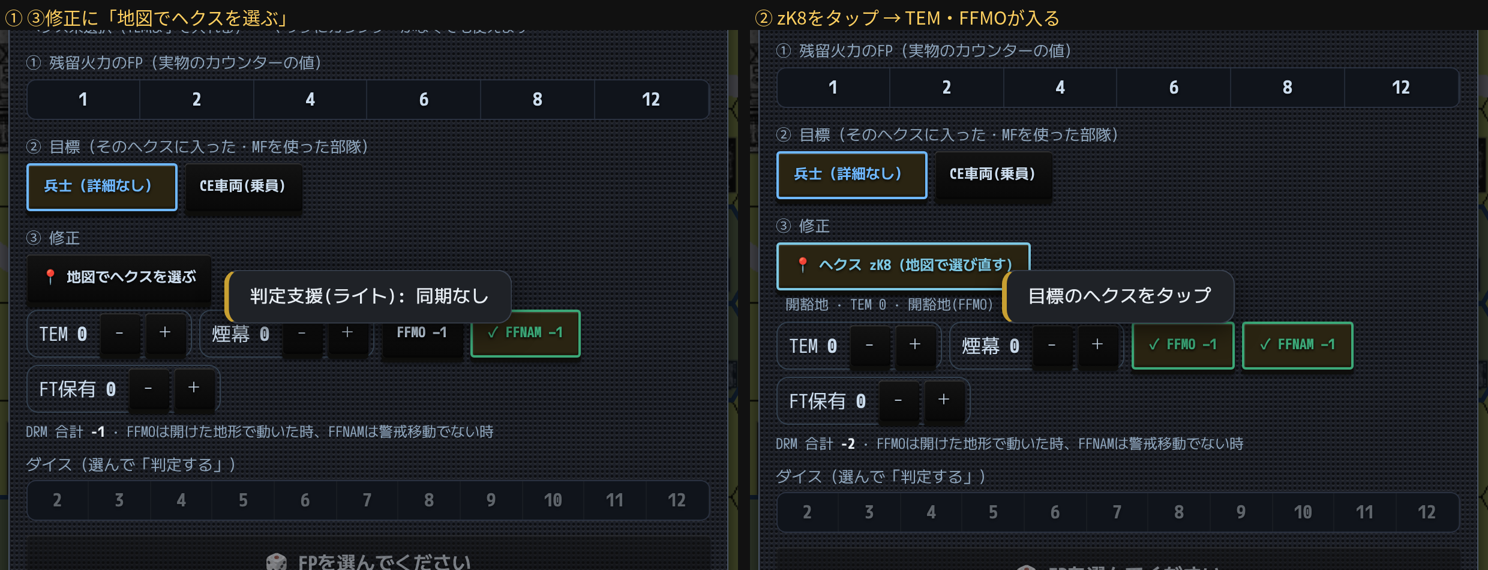 ① ③修正に「地図でヘクスを選ぶ」
① 残留火力のFP（実物のカウンターの値）
1 2 4 6 8 12
② 目標（そのヘクスに入った・MFを使った部隊）
兵士（詳細なし） CE車両(乗員)
③ 修正
📍 地図でヘクスを選ぶ
判定支援(ライト): 同期なし
TEM 0 - + 煙幕 0 - + FFMO −1 ✓ FFNAM −1
FT保有 0 - +
DRM 合計 -1 · FFMOは開けた地形で動いた時、FFNAMは警戒移動でない時
ダイス（選んで「判定する」）
2 3 4 5 6 7 8 9 10 11 12
🎲 FPを選んでください
② zK8をタップ → TEM・FFMOが入る
① 残留火力のFP（実物のカウンターの値）
1 2 4 6 8 12
② 目標（そのヘクスに入った・MFを使った部隊）
兵士（詳細なし） CE車両(乗員)
③ 修正
📍 ヘクス zK8（地図で選び直す）
目標のヘクスをタップ
開豁地 · TEM 0 · 開豁地(FFMO)
TEM 0 - + 煙幕 0 - + ✓ FFMO −1 ✓ FFNAM −1
FT保有 0 - +
DRM 合計 -2 · FFMOは開けた地形で動いた時、FFNAMは警戒移動でない時
ダイス（選んで「判定する」）
2 3 4 5 6 7 8 9 10 11 12